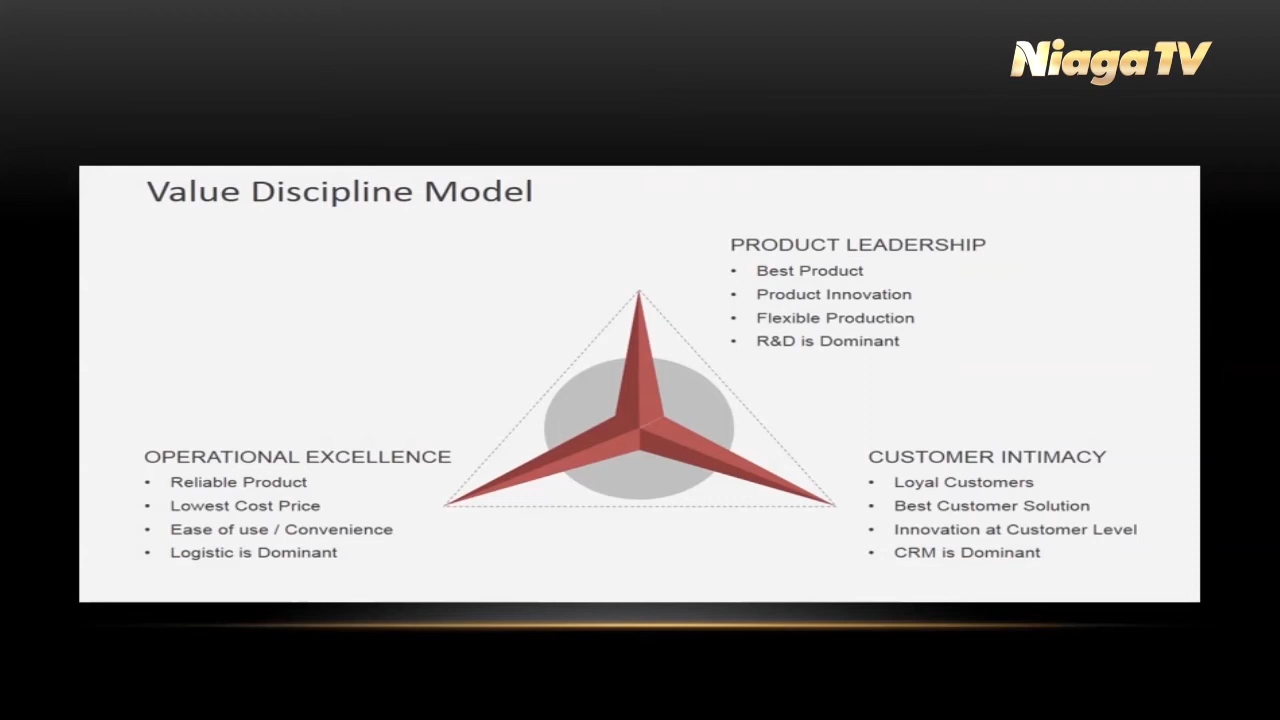 Niaga TV
Value Discipline Model
PRODUCT LEADERSHIP
• Best Product
• Product Innovation
• Flexible Production
• R&D is Dominant
OPERATIONAL EXCELLENCE
• Reliable Product
• Lowest Cost Price
• Ease of use / Convenience
• Logistic is Dominant
CUSTOMER INTIMACY
• Loyal Customers
• Best Customer Solution
• Innovation at Customer Level
• CRM is Dominant